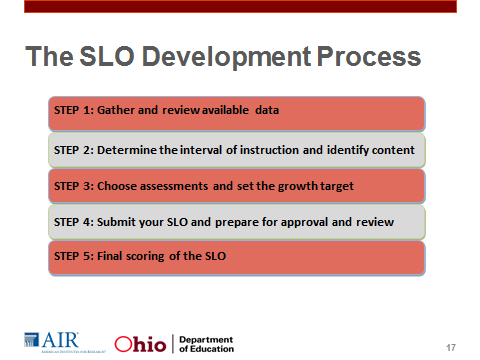 The SLO Development Process
STEP 1: Gather and review available data
STEP 2: Determine the interval of instruction and identify content
STEP 3: Choose assessments and set the growth target
STEP 4: Submit your SLO and prepare for approval and review
STEP 5: Final scoring of the SLO
AIR®
AMERICAN INSTITUTES FOR RESEARCH®
Ohio
Department
of Education
17